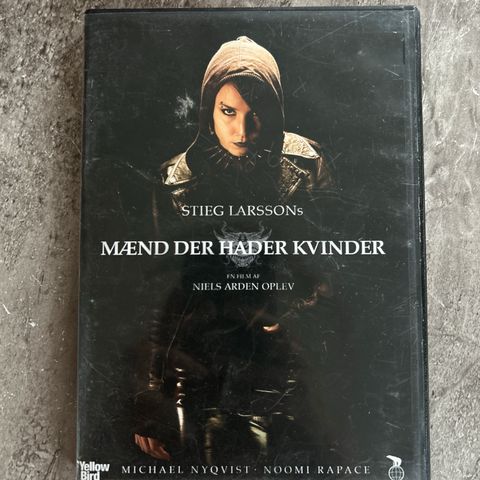 STIEG LARSSONs
MÆND DER HADER KVINDER
EN FILM AF
NIELS ARDEN OPLEV
Yellow
Bird
MICHAEL NYQVIST · NOOMI RAPACE